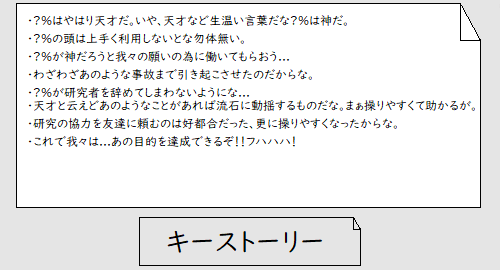 ・?%はやはり天才だ。いや、天才など生温い言葉だな?%は神だ。
・?%の頭は上手く利用しないとな勿体無い。
・?%が神だろうと我々の願いの為に働いてもらおう…
・わざわざあのような事故まで引き起こさせたのだからな。
・?%が研究者を辞めてしまわないようにな…
・天才と云えどあのようなことがあれば流石に動揺するものだな。まぁ操りやすくて助かるが。
・研究の協力を友達に頼むのは好都合だった、更に操りやすくなったからな。
・これで我々は…あの目的を達成できるぞ!!フハハハ!
キーストーリー